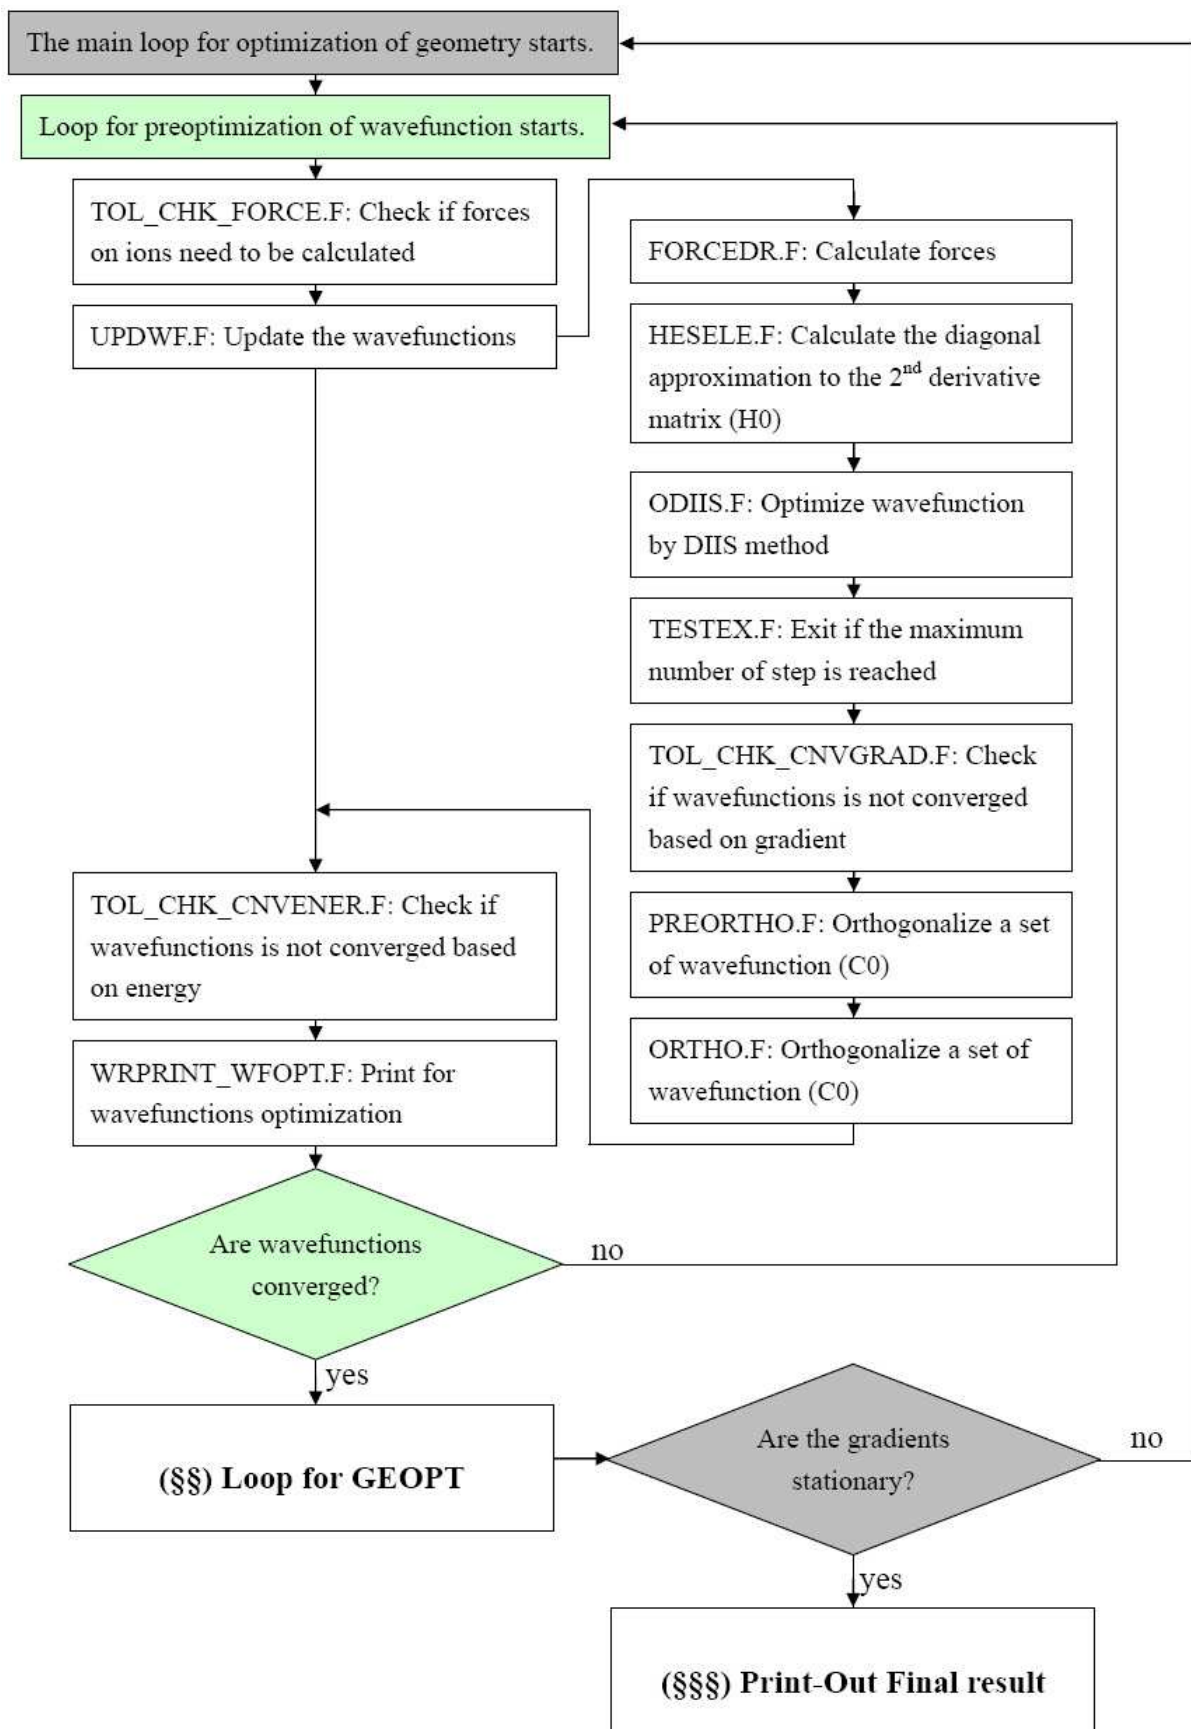 The main loop for optimization of geometry starts.
Loop for preoptimization of wavefunction starts.
TOL_CHK_FORCE.F: Check if forces
on ions need to be calculated
UPDWF.F: Update the wavefunctions
FORCEDR.F: Calculate forces
HESELE.F: Calculate the diagonal
approximation to the 2nd derivative
matrix (H0)
ODIIS.F: Optimize wavefunction
by DIIS method
TESTEX.F: Exit if the maximum
number of step is reached
TOL_CHK_CNVGRAD.F: Check
if wavefunctions is not converged
based on gradient
PREORTHO.F: Orthogonalize a set
of wavefunction (C0)
ORTHO.F: Orthogonalize a set of
wavefunction (C0)
TOL_CHK_CNVENER.F: Check if
wavefunctions is not converged based
on energy
WRPRINT_WFOPT.F: Print for
wavefunctions optimization
Are wavefunctions
converged?
no
yes
(§§) Loop for GEOPT
Are the gradients
stationary?
no
yes
(§§§) Print-Out Final result